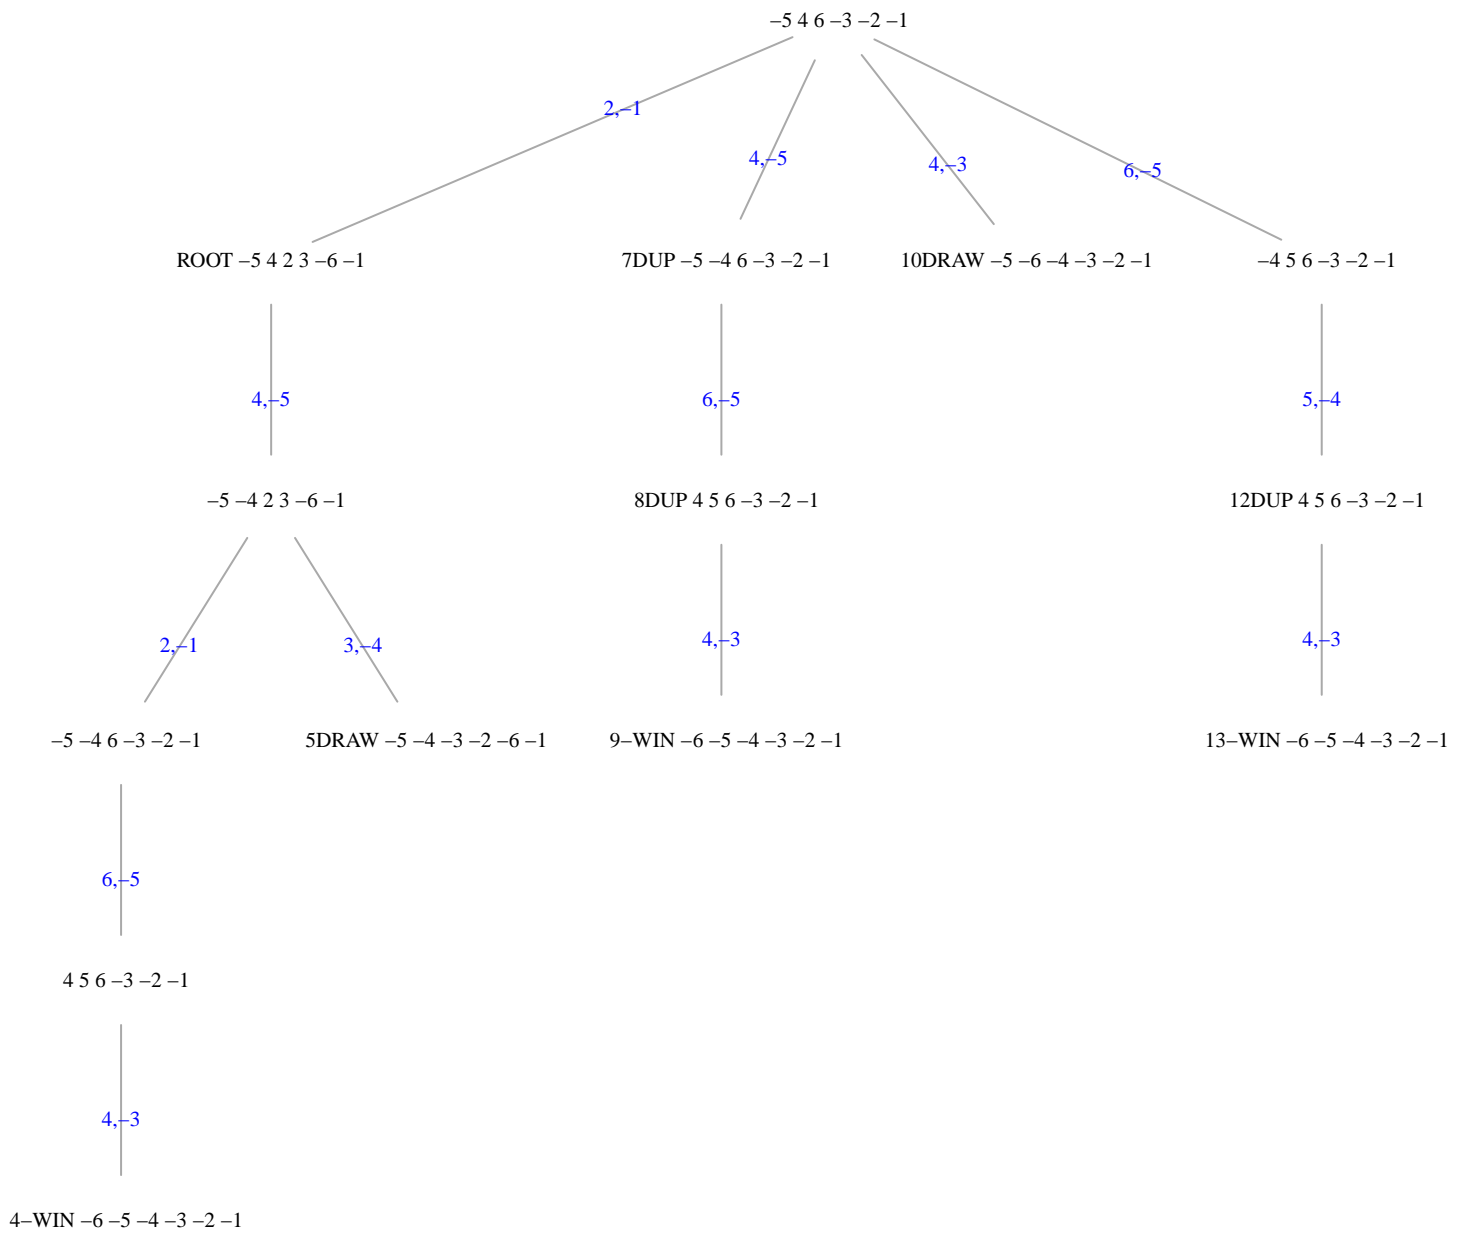 –5 4 6 –3 –2 –1
2,–1
4,–5
4,–3
6,–5
ROOT –5 4 2 3 –6 –1
7DUP –5 –4 6 –3 –2 –1
10DRAW –5 –6 –4 –3 –2 –1
–4 5 6 –3 –2 –1
4,–5
6,–5
5,–4
–5 –4 2 3 –6 –1
8DUP 4 5 6 –3 –2 –1
12DUP 4 5 6 –3 –2 –1
2,–1
3,–4
4,–3
4,–3
–5 –4 6 –3 –2 –1
5DRAW –5 –4 –3 –2 –6 –1
9–WIN –6 –5 –4 –3 –2 –1
13–WIN –6 –5 –4 –3 –2 –1
6,–5
4 5 6 –3 –2 –1
4,–3
4–WIN –6 –5 –4 –3 –2 –1